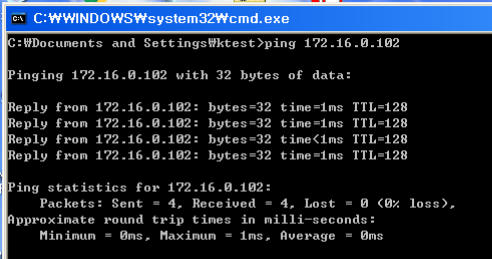 C:\WINDOWS\system32\cmd.exe
C:₩Documents and Settings₩ktest>ping 172.16.0.102
Pinging 172.16.0.102 with 32 bytes of data:
Reply from 172.16.0.102: bytes=32 time=1ms TTL=128
Reply from 172.16.0.102: bytes=32 time=1ms TTL=128
Reply from 172.16.0.102: bytes=32 time<1ms TTL=128
Reply from 172.16.0.102: bytes=32 time=1ms TTL=128
Ping statistics for 172.16.0.102:
Packets: Sent = 4, Received = 4, Lost = 0 (0% loss),
Approximate round trip times in milli-seconds:
Minimum = 0ms, Maximum = 1ms, Average = 0ms